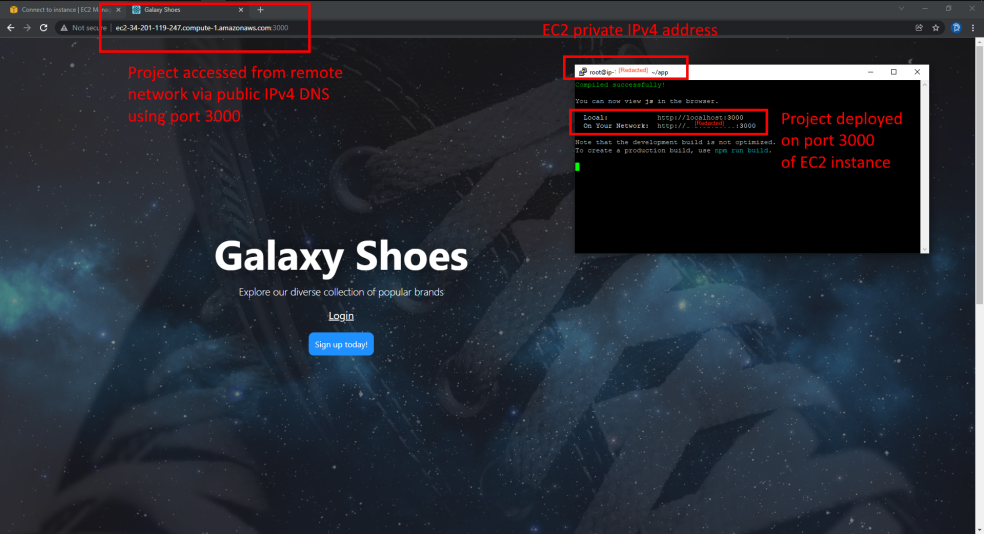 Connect to instance | EC2 Manag
Galaxy Shoes
Not secure | ec2-34-201-119-247.compute-1.amazonaws.com:3000
EC2 private IPv4 address
Project accessed from remote
network via public IPv4 DNS
using port 3000
root@ip- [Redacted] ~/app
Compiled successfully!
You can now view js in the browser.
Local: http://localhost:3000
On Your Network: http:// [Redacted] :3000
Note that the development build is not optimized.
To create a production build, use npm run build.
Project deployed
on port 3000
of EC2 instance
Galaxy Shoes
Explore our diverse collection of popular brands
Login
Sign up today!